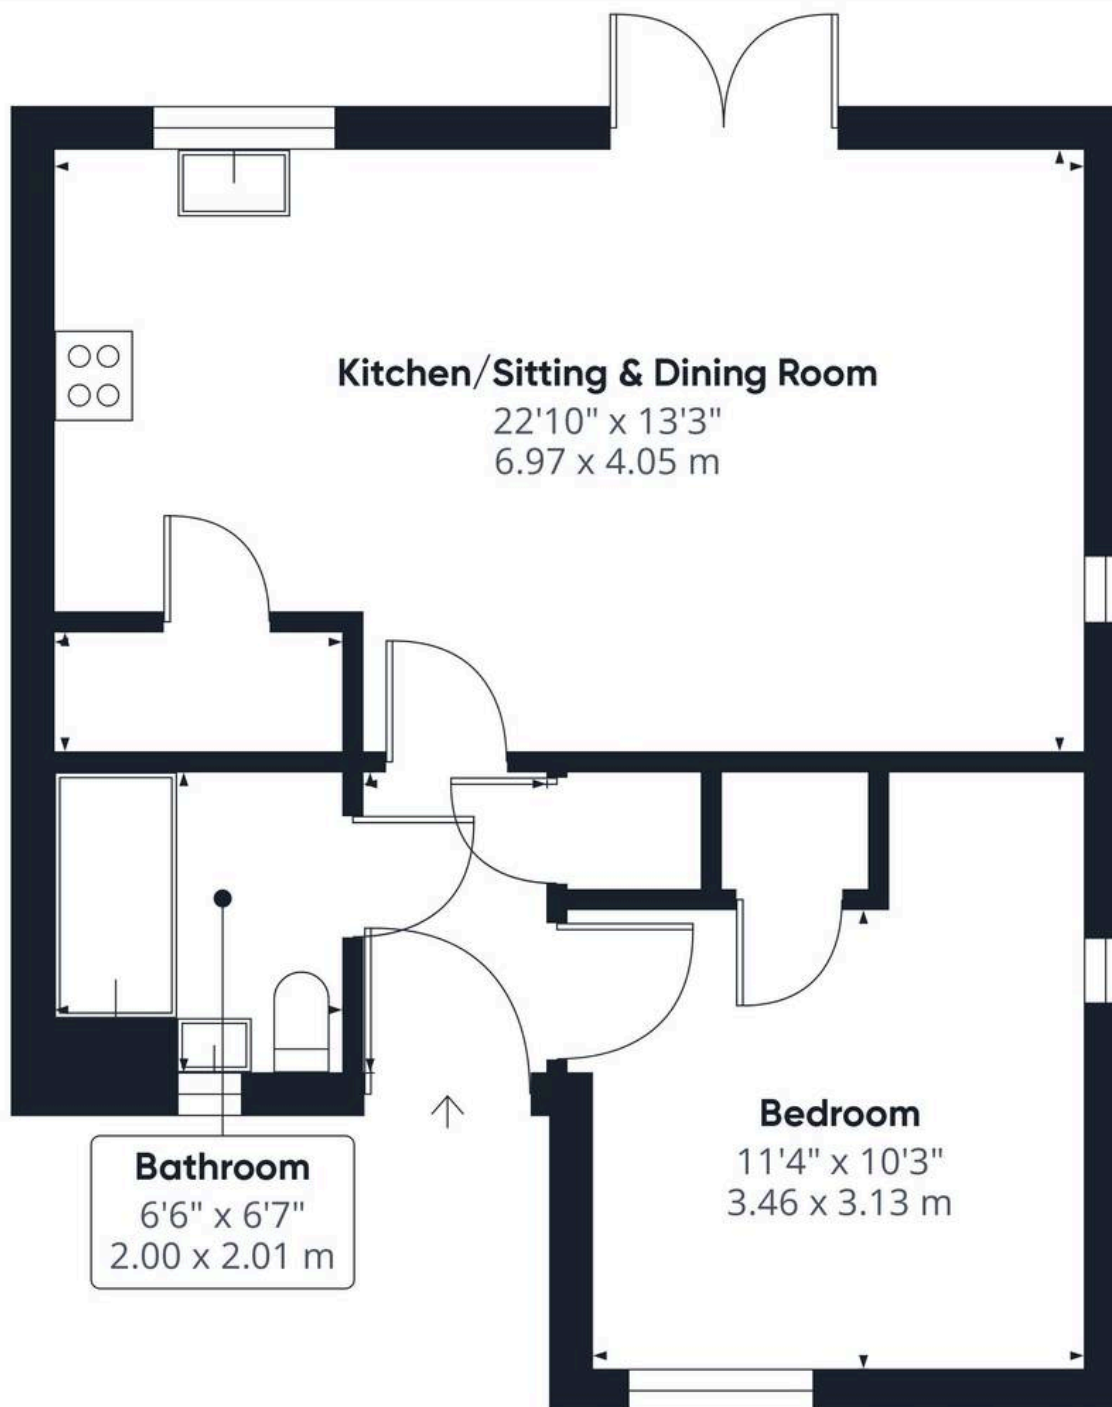 Kitchen/Sitting & Dining Room
22'10" x 13'3"
6.97 x 4.05 m
Bedroom
11'4" x 10'3"
3.46 x 3.13 m
Bathroom
6'6" x 6'7"
2.00 x 2.01 m